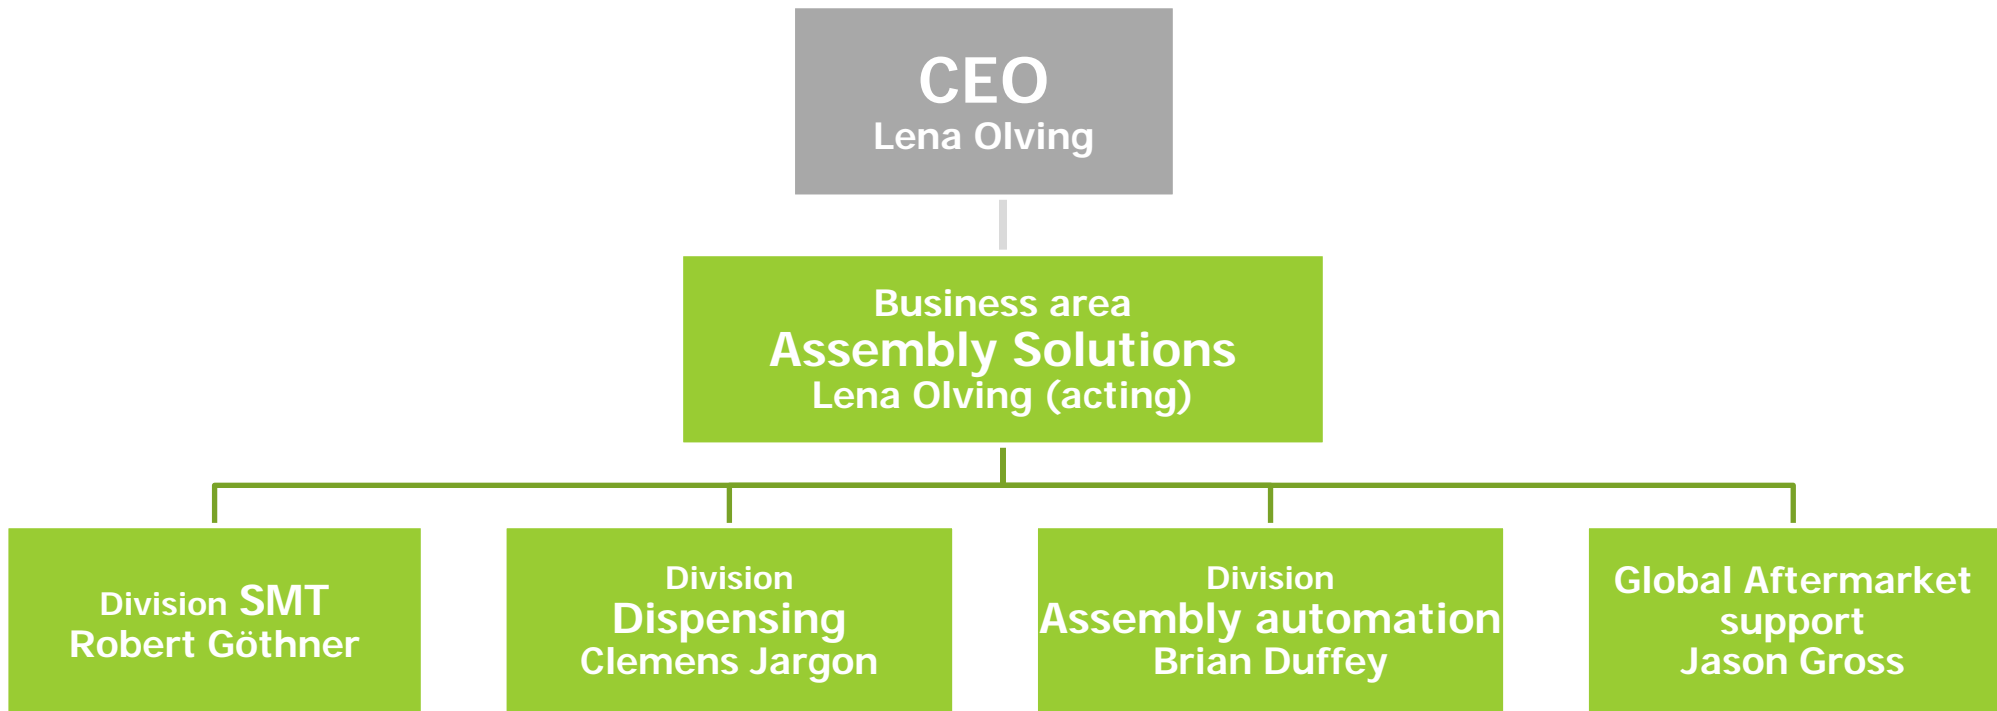 CEO
Lena Olving
Business area
Assembly Solutions
Lena Olving (acting)
Division SMT
Robert Göthner
Division
Dispensing
Clemens Jargon
Division
Assembly automation
Brian Duffey
Global Aftermarket
support
Jason Gross